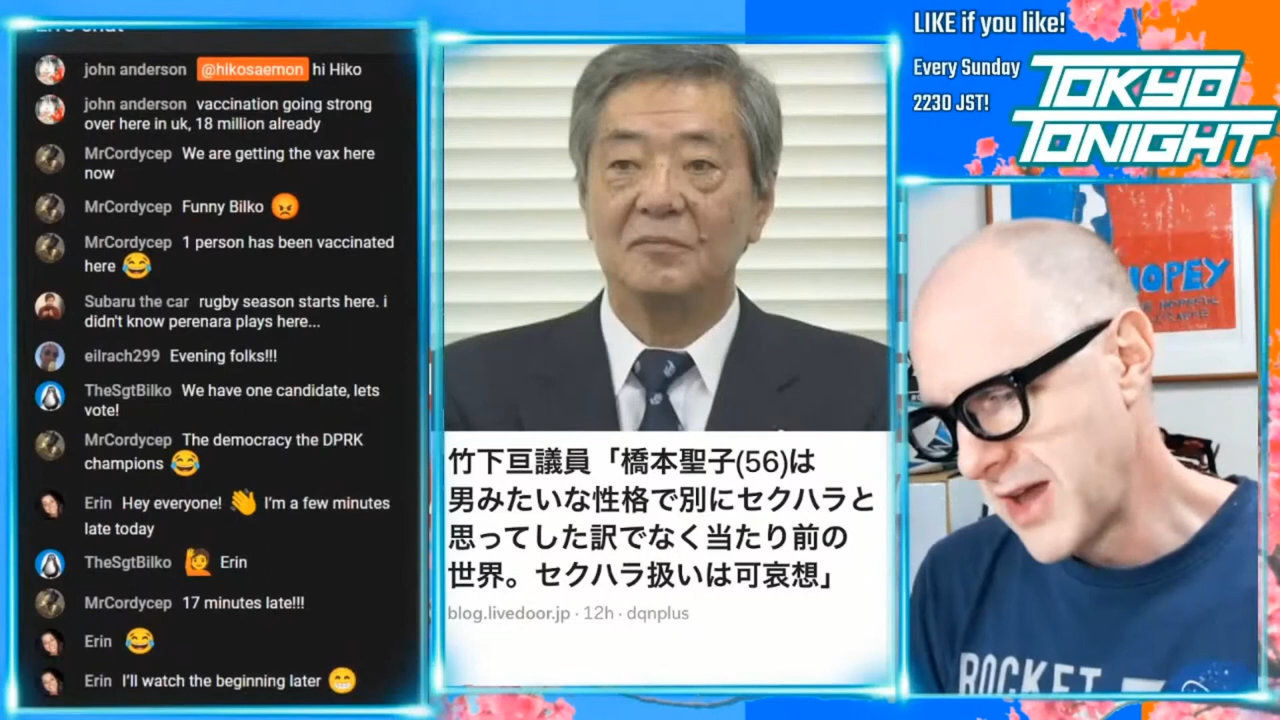 Live chat
john anderson @hikosaemon hi Hiko
john anderson vaccination going strong
over here in uk, 18 million already
MrCordycep We are getting the vax here
now
MrCordycep Funny Bilko 😡
MrCordycep 1 person has been vaccinated
here 😂
Subaru the car rugby season starts here. i
didn't know perenara plays here...
eilrach299 Evening folks!!!
TheSgtBilko We have one candidate, lets
vote!
MrCordycep The democracy the DPRK
champions 😂
Erin Hey everyone! 👋 I'm a few minutes
late today
TheSgtBilko 🙋 Erin
MrCordycep 17 minutes late!!!
Erin 😂
Erin I'll watch the beginning later 😁
竹下亘議員「橋本聖子(56)は
男みたいな性格で別にセクハラと
思ってした訳でなく当たり前の
世界。セクハラ扱いは可哀想」
blog.livedoor.jp · 12h · dqnplus
LIKE if you like!
Every Sunday
2230 JST!
TOKYO
TONIGHT
HOPEY
ROCKET